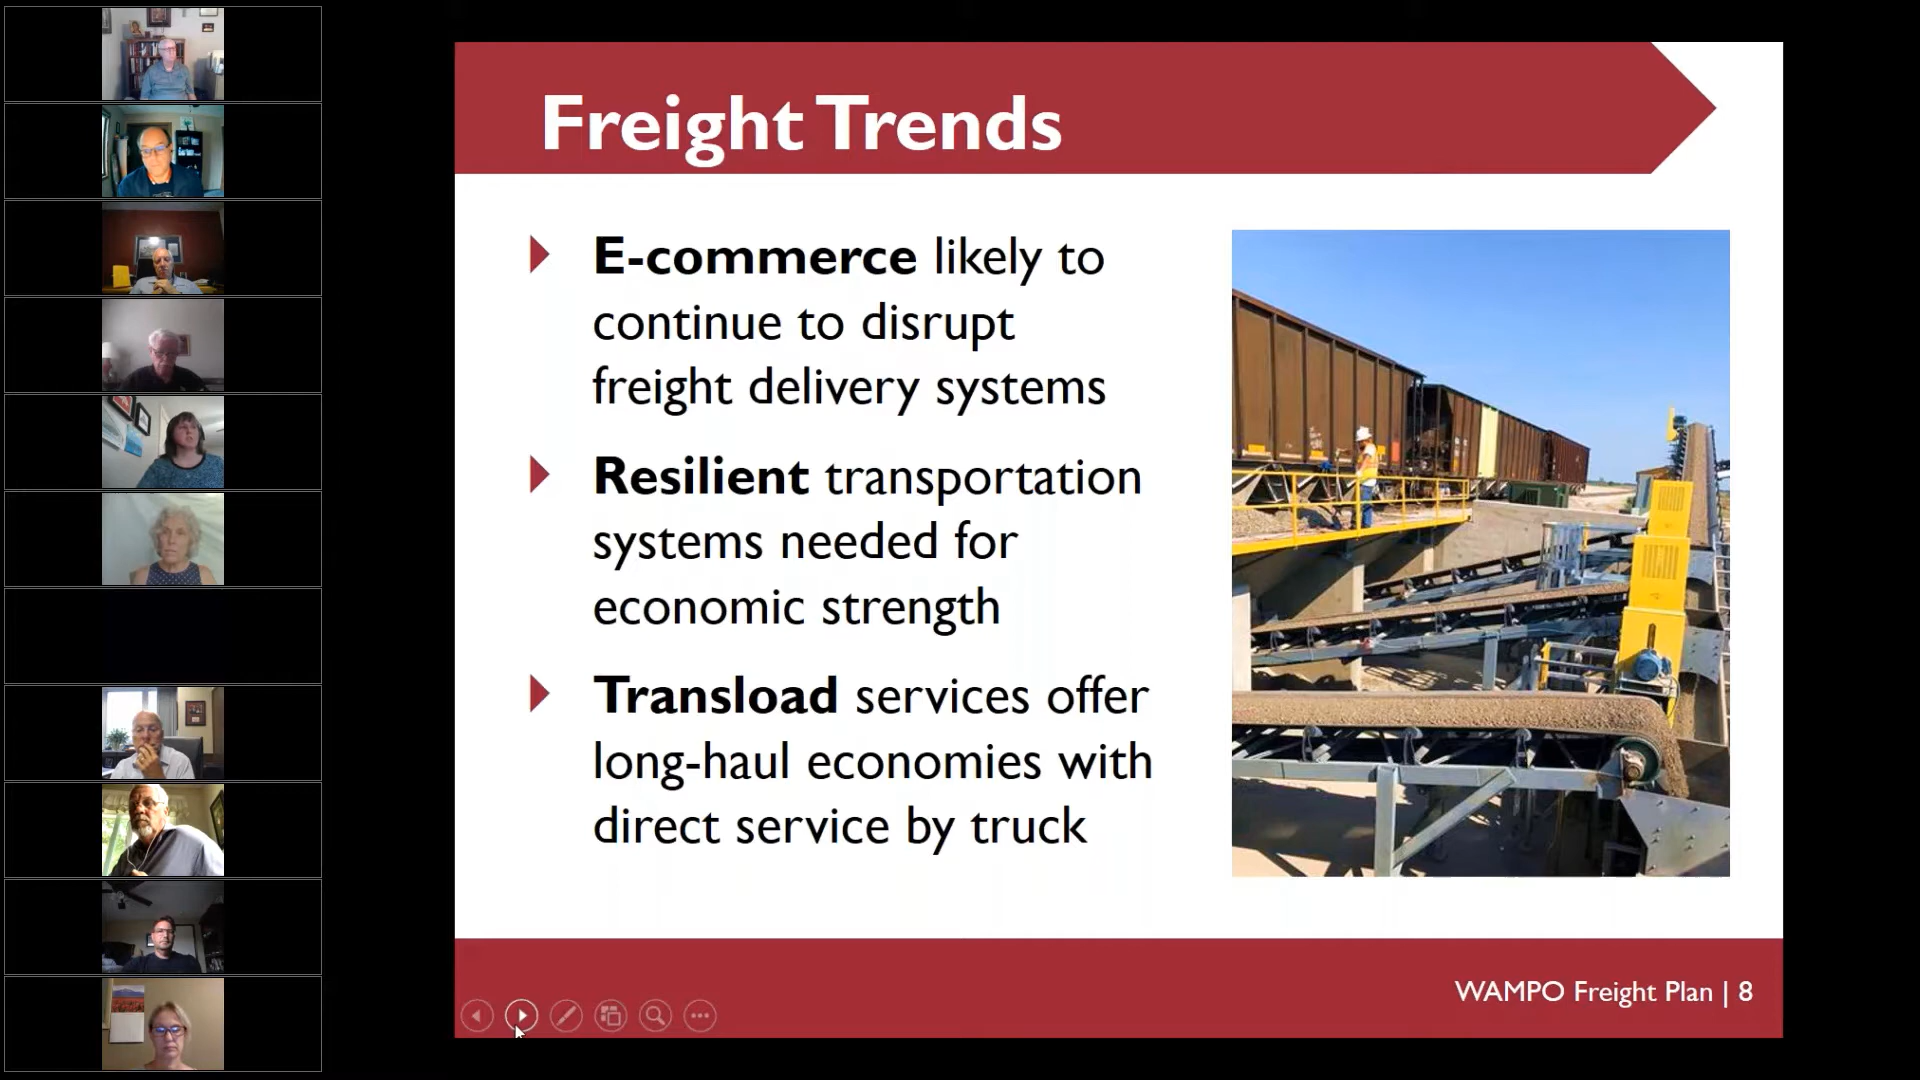 Freight Trends
E-commerce likely to
continue to disrupt
freight delivery systems
Resilient transportation
systems needed for
economic strength
Transload services offer
long-haul economies with
direct service by truck
WAMPO Freight Plan | 8